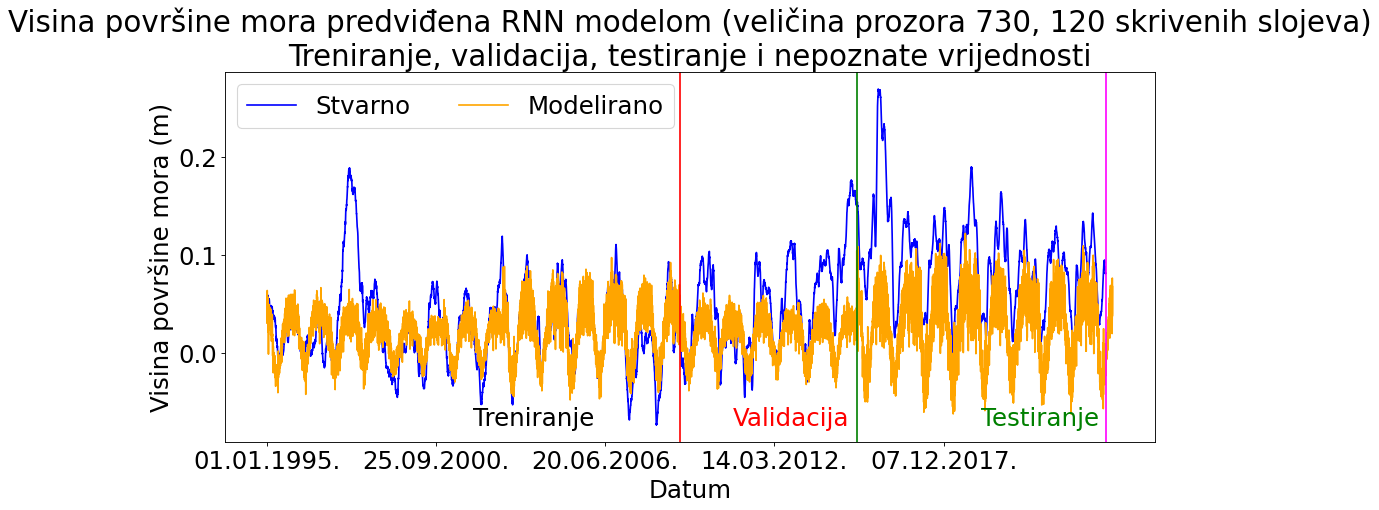 Visina površine mora predviđena RNN modelom (veličina prozora 730, 120 skrivenih slojeva)
Treniranje, validacija, testiranje i nepoznate vrijednosti
Stvarno Modelirano
Visina površine mora (m)
0.2
0.1
0.0
Treniranje Validacija Testiranje
01.01.1995. 25.09.2000. 20.06.2006. 14.03.2012. 07.12.2017.
Datum